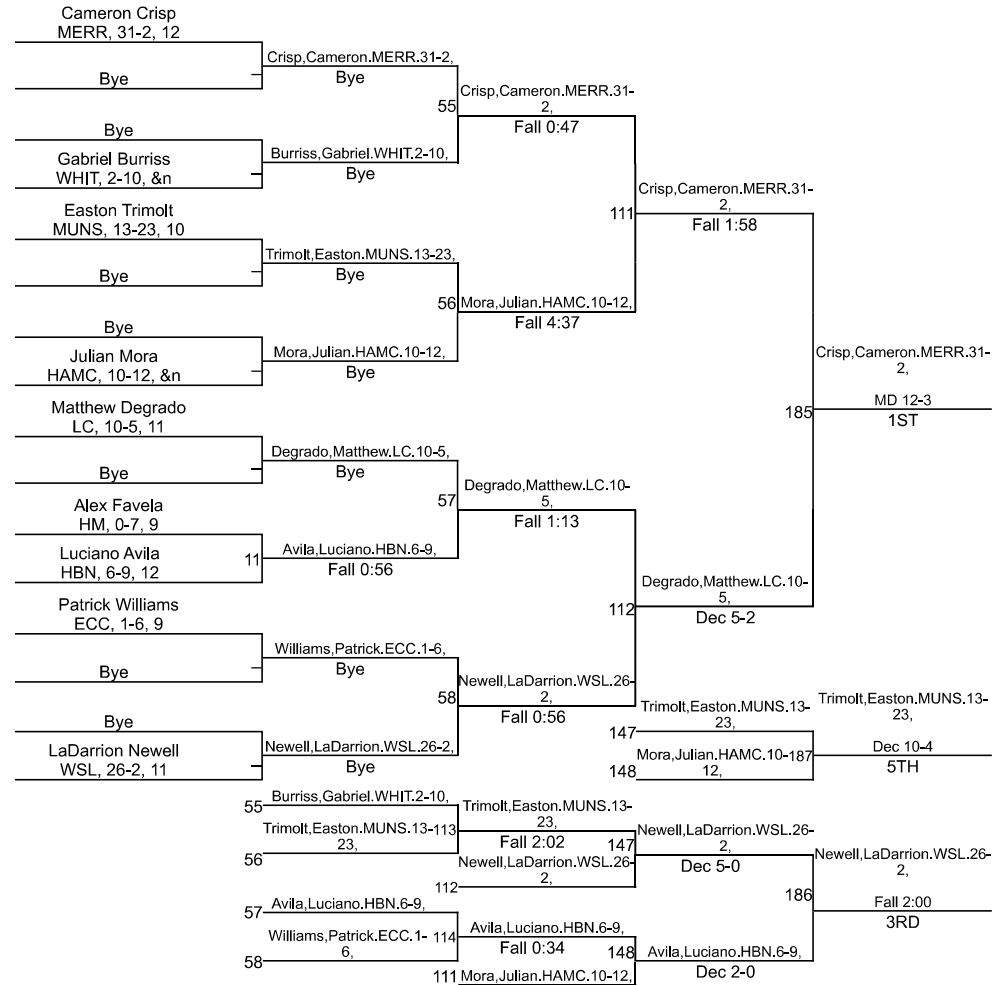 Cameron Crisp
MERR, 31-2, 12
Bye
Crisp,Cameron.MERR.31-2,
Bye
Bye
Gabriel Burriss
WHIT, 2-10, &n
Burriss,Gabriel.WHIT.2-10,
Bye
55
Crisp,Cameron.MERR.31-
2,
Fall 0:47
Easton Trimolt
MUNS, 13-23, 10
Bye
Trimolt,Easton.MUNS.13-23,
Bye
Bye
Julian Mora
HAMC, 10-12, &n
Mora,Julian.HAMC.10-12,
Bye
56
Mora,Julian.HAMC.10-12,
Fall 4:37
111
Crisp,Cameron.MERR.31-
2,
Fall 1:58
Matthew Degrado
LC, 10-5, 11
Bye
Degrado,Matthew.LC.10-5,
Bye
Alex Favela
HM, 0-7, 9
Luciano Avila
HBN, 6-9, 12
11
Avila,Luciano.HBN.6-9,
Fall 0:56
57
Degrado,Matthew.LC.10-
5,
Fall 1:13
Patrick Williams
ECC, 1-6, 9
Bye
Williams,Patrick.ECC.1-6,
Bye
Bye
LaDarrion Newell
WSL, 26-2, 11
Newell,LaDarrion.WSL.26-2,
Bye
58
Newell,LaDarrion.WSL.26-
2,
Fall 0:56
112
Degrado,Matthew.LC.10-
5,
Dec 5-2
185
Crisp,Cameron.MERR.31-
2,
MD 12-3
1ST
147
Trimolt,Easton.MUNS.13-
23,
148
Mora,Julian.HAMC.10-
12,
187
Trimolt,Easton.MUNS.13-
23,
Dec 10-4
5TH
55
Burriss,Gabriel.WHIT.2-10,
56
Trimolt,Easton.MUNS.13-
23,
113
Trimolt,Easton.MUNS.13-
23,
Fall 2:02
112
Newell,LaDarrion.WSL.26-
2,
147
Newell,LaDarrion.WSL.26-
2,
Dec 5-0
57
Avila,Luciano.HBN.6-9,
58
Williams,Patrick.ECC.1-
6,
114
Avila,Luciano.HBN.6-9,
Fall 0:34
111
Mora,Julian.HAMC.10-12,
148
Avila,Luciano.HBN.6-9,
Dec 2-0
186
Newell,LaDarrion.WSL.26-
2,
Fall 2:00
3RD